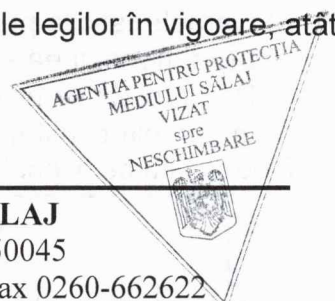 le legilor în vigoare, atât
AGENȚIA PENTRU PROTECȚIA
MEDIULUI SĂLAJ
VIZAT
spre
NESCHIMBARE
LAJ
0045
ax 0260-662622